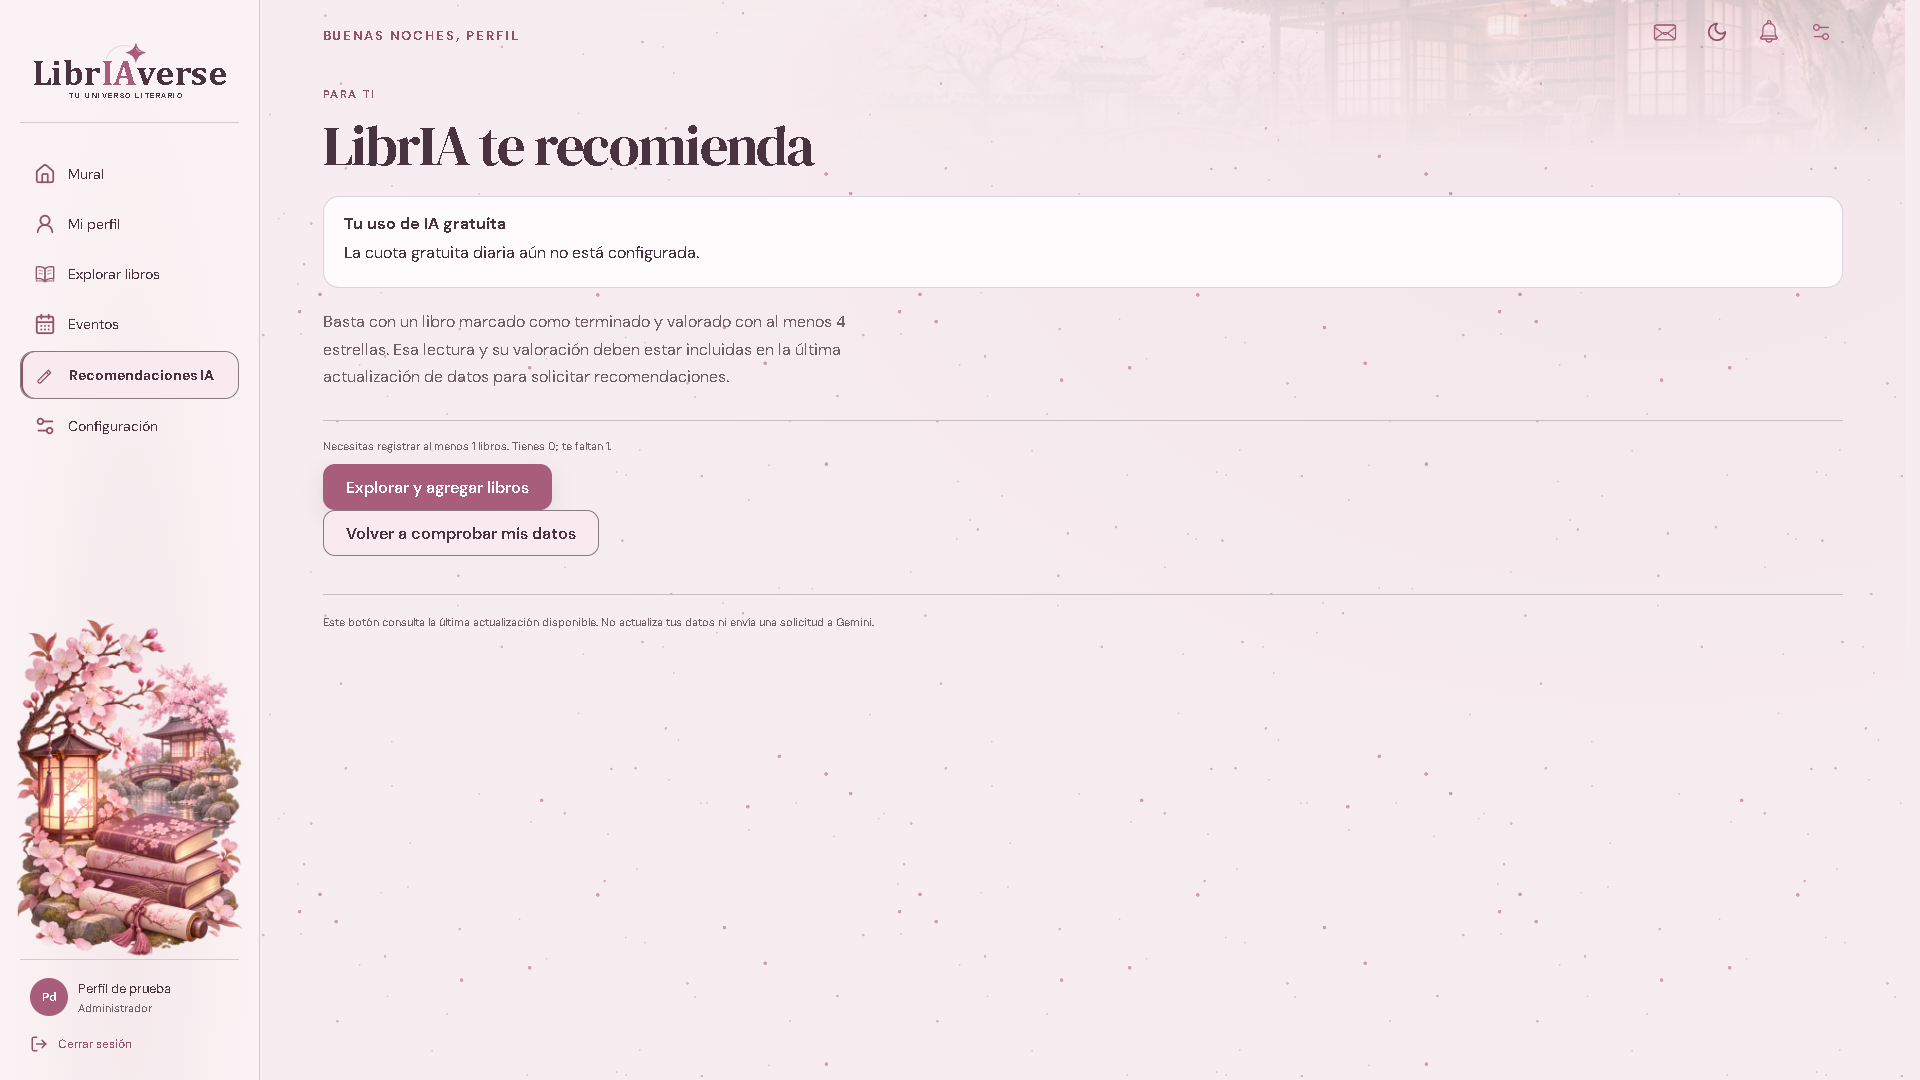 LibrIAverse
TU UNIVERSO LITERARIO
Mural
Mi perfil
Explorar libros
Eventos
Recomendaciones IA
Configuración
Pd
Perfil de prueba
Administrador
Cerrar sesión
BUENAS NOCHES, PERFIL
PARA TI
LibrIA te recomienda
Tu uso de IA gratuita
La cuota gratuita diaria aún no está configurada.
Basta con un libro marcado como terminado y valorado con al menos 4
estrellas. Esa lectura y su valoración deben estar incluidas en la última
actualización de datos para solicitar recomendaciones.
Necesitas registrar al menos 1 libros. Tienes 0; te faltan 1.
Explorar y agregar libros
Volver a comprobar mis datos
Este botón consulta la última actualización disponible. No actualiza tus datos ni envía una solicitud a Gemini.